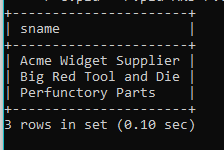 +-----------------------+
| sname                 |
+-----------------------+
| Acme Widget Supplier  |
| Big Red Tool and Die  |
| Perfunctory Parts     |
+-----------------------+
3 rows in set (0.10 sec)